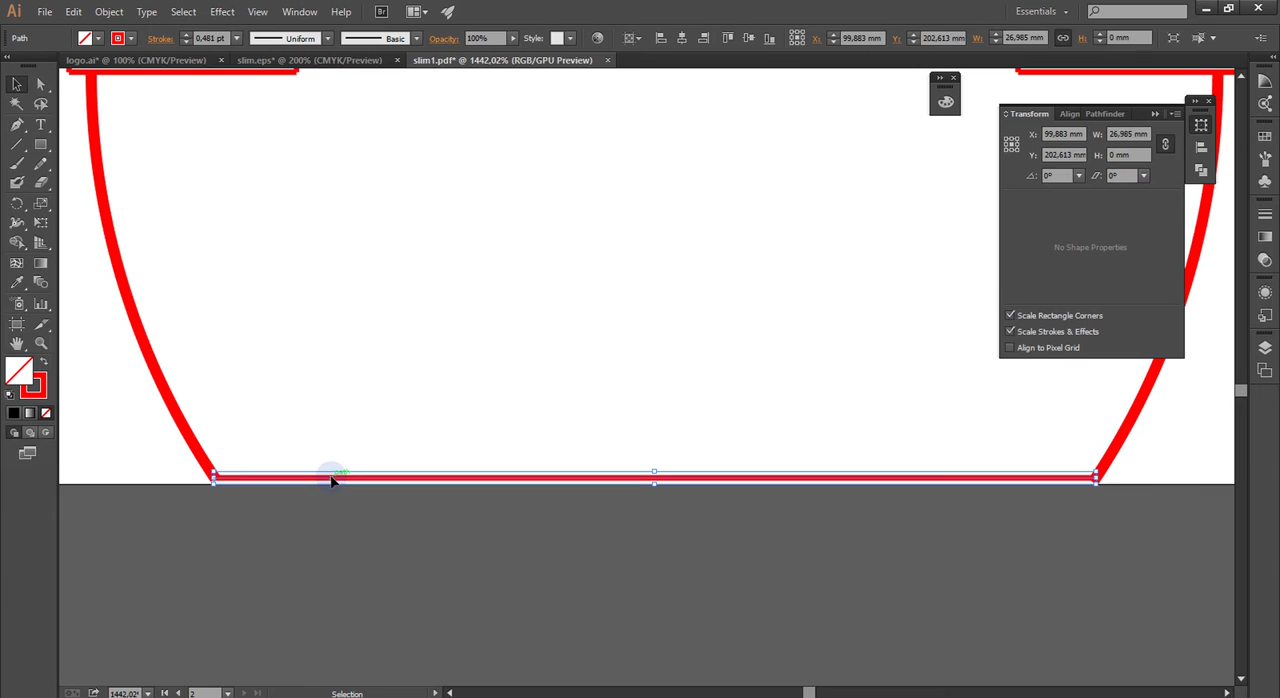 Ai File Edit Object Type Select Effect View Window Help Br Essentials
Path Stroke: 0,481 pt Uniform Basic Opacity: 100% Style: X: 99,883 mm Y: 202,613 mm W: 26,985 mm H: 0 mm
logo.ai* @ 100% (CMYK/Preview) × slim.eps* @ 200% (CMYK/Preview) × slim1.pdf* @ 1442,02% (RGB/GPU Preview) ×
Transform Align Pathfinder
X: 99,883 mm W: 26,985 mm
Y: 202,613 mm H: 0 mm
0° 0°
No Shape Properties
Scale Rectangle Corners
Scale Strokes & Effects
Align to Pixel Grid
path
1442,02% 2 Selection